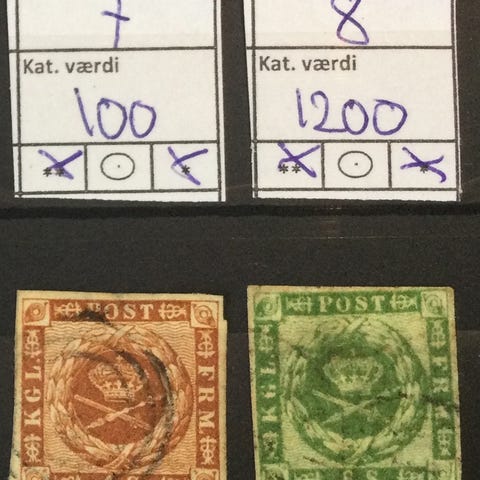 7
Kat. værdi
100
** *
8
Kat. værdi
1200
** *
POST
KGL
FRM
POST
KGL
FRM
S.S.